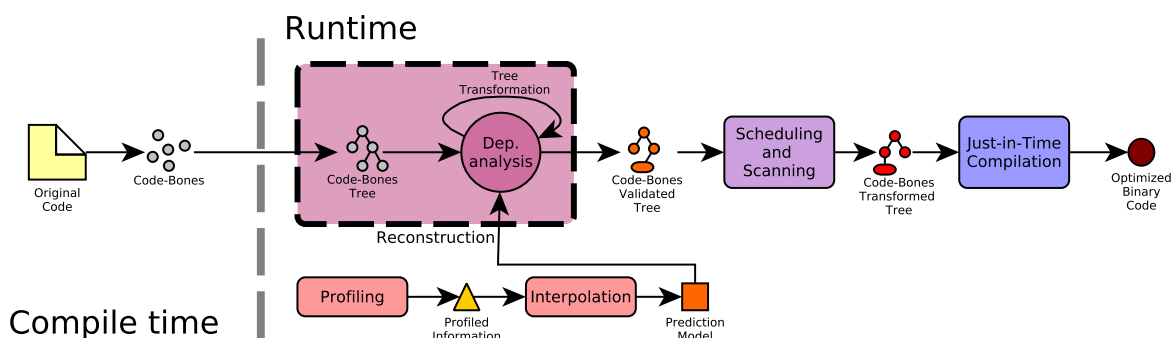 Runtime
Tree
Transformation
Dep.
analysis
Scheduling
and
Scanning
Just-in-Time
Compilation
Original
Code
Code-Bones
Code-Bones
Tree
Code-Bones
Validated
Tree
Code-Bones
Transformed
Tree
Optimized
Binary
Code
Reconstruction
Profiling
Interpolation
Profiled
Information
Prediction
Model
Compile time